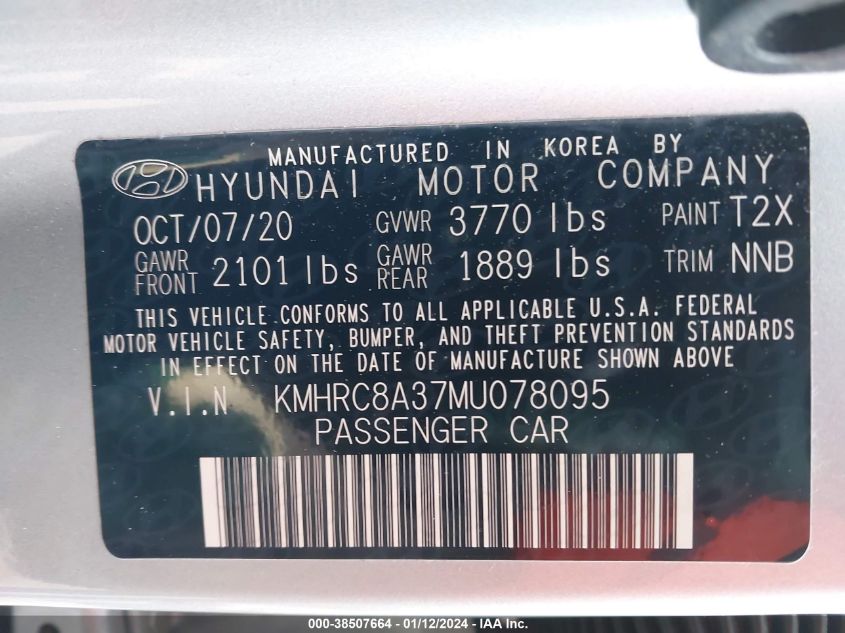 MANUFACTURED IN KOREA BY
HYUNDAI MOTOR COMPANY
OCT/07/20 GVWR 3770 lbs PAINT T2X
GAWR FRONT 2101 lbs GAWR REAR 1889 lbs TRIM NNB
THIS VEHICLE CONFORMS TO ALL APPLICABLE U.S.A. FEDERAL
MOTOR VEHICLE SAFETY, BUMPER, AND THEFT PREVENTION STANDARDS
IN EFFECT ON THE DATE OF MANUFACTURE SHOWN ABOVE
V.I.N KMHRC8A37MU078095
PASSENGER CAR
000-38507664 - 01/12/2024 - IAA Inc.